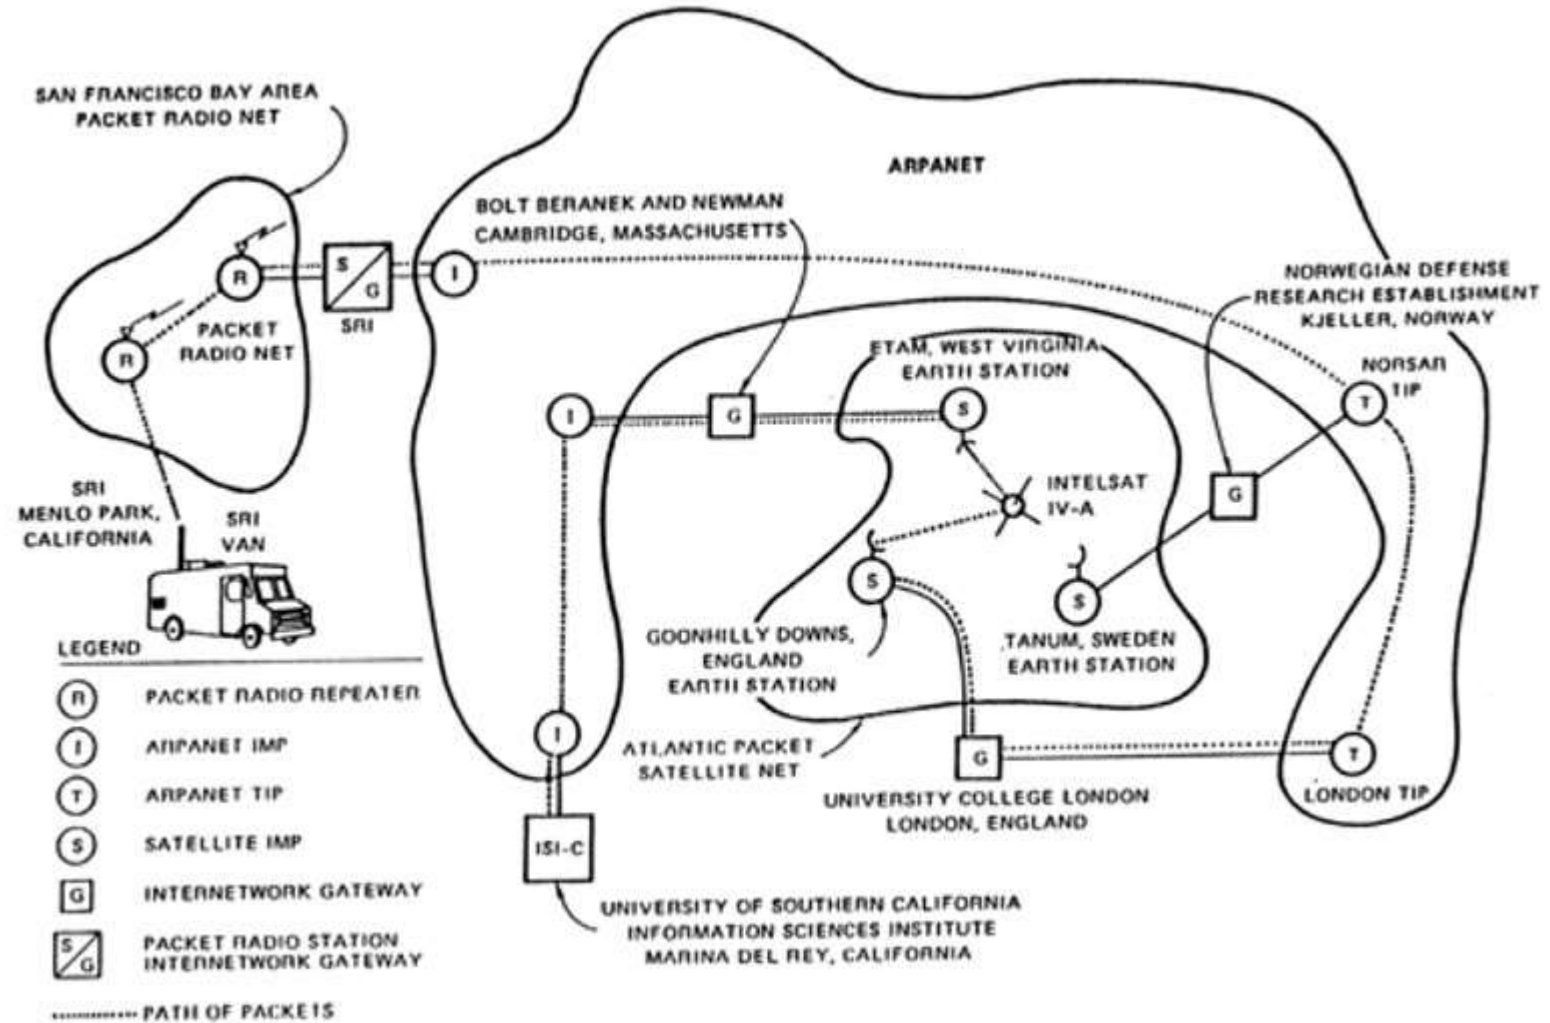 SAN FRANCISCO BAY AREA
PACKET RADIO NET
ARPANET
BOLT BERANEK AND NEWMAN
CAMBRIDGE, MASSACHUSETTS
NORWEGIAN DEFENSE
RESEARCH ESTABLISHMENT
KJELLER, NORWAY
R
S
G
SRI
I
PACKET
RADIO NET
R
ETAM, WEST VIRGINIA
EARTH STATION
NORSAR
TIP
T
I
G
S
INTELSAT
IV-A
G
SRI
MENLO PARK,
CALIFORNIA
SRI
VAN
S
S
GOONHILLY DOWNS,
ENGLAND
EARTH STATION
TANUM, SWEDEN
EARTH STATION
I
ATLANTIC PACKET
SATELLITE NET
G
T
LONDON TIP
UNIVERSITY COLLEGE LONDON
LONDON, ENGLAND
ISI-C
UNIVERSITY OF SOUTHERN CALIFORNIA
INFORMATION SCIENCES INSTITUTE
MARINA DEL REY, CALIFORNIA
LEGEND
R PACKET RADIO REPEATER
I ARPANET IMP
T ARPANET TIP
S SATELLITE IMP
G INTERNETWORK GATEWAY
S PACKET RADIO STATION
G INTERNETWORK GATEWAY
PATH OF PACKETS